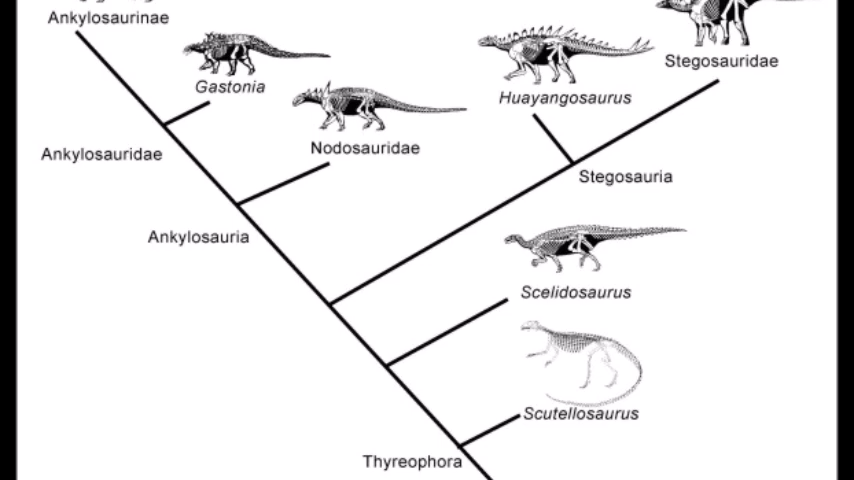 Ankylosaurinae
Gastonia
Huayangosaurus
Stegosauridae
Ankylosauridae
Nodosauridae
Stegosauria
Ankylosauria
Scelidosaurus
Scutellosaurus
Thyreophora